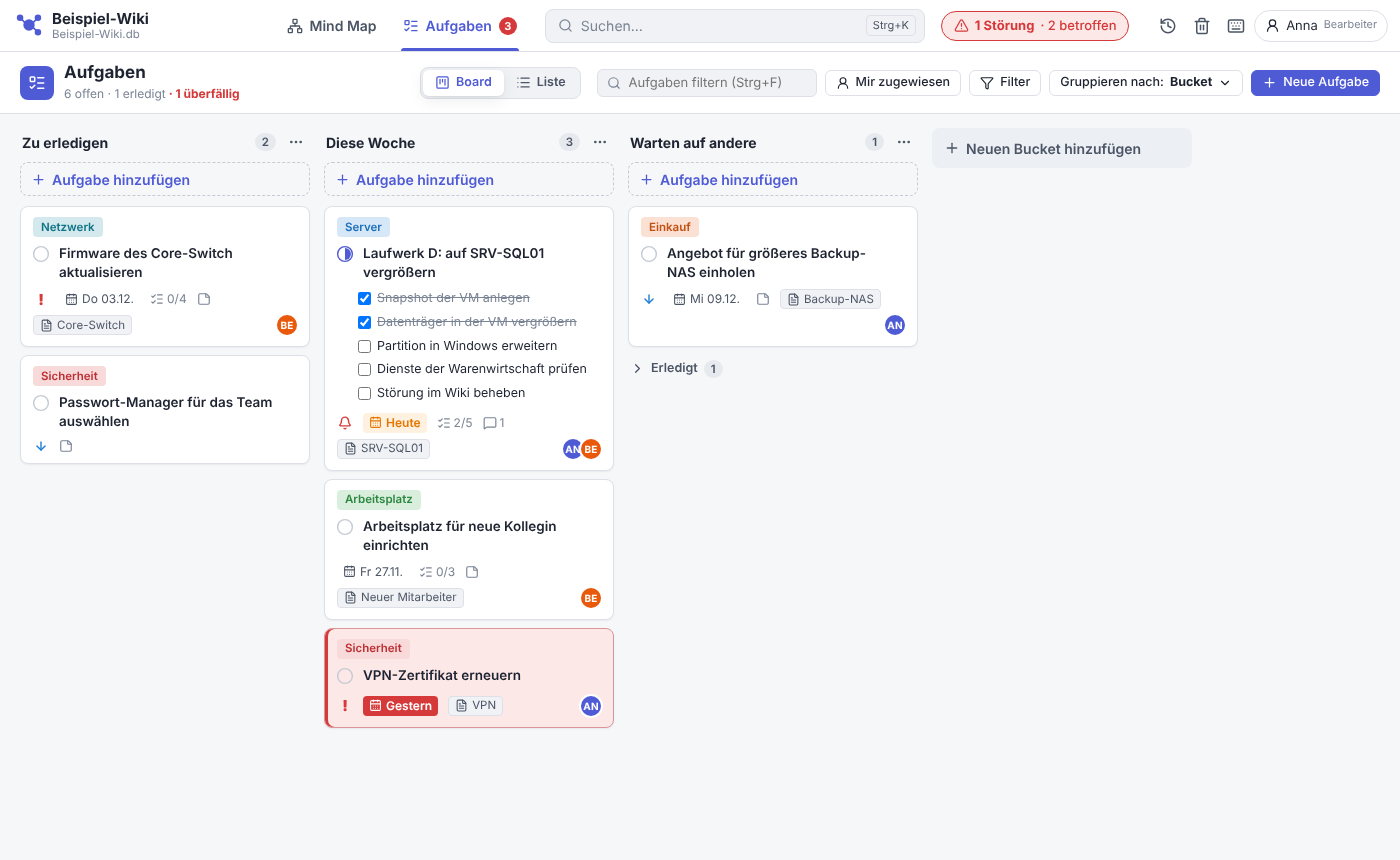 Beispiel-Wiki
Beispiel-Wiki.db
Mind Map
Aufgaben 3
Suchen... Strg+K
1 Störung · 2 betroffen
Anna Bearbeiter
Aufgaben
6 offen · 1 erledigt · 1 überfällig
Board
Liste
Aufgaben filtern (Strg+F)
Mir zugewiesen
Filter
Gruppieren nach: Bucket
Neue Aufgabe
Zu erledigen 2
Aufgabe hinzufügen
Netzwerk
Firmware des Core-Switch
aktualisieren
Do 03.12. 0/4
Core-Switch BE
Sicherheit
Passwort-Manager für das Team
auswählen
Diese Woche 3
Aufgabe hinzufügen
Server
Laufwerk D: auf SRV-SQL01
vergrößern
Snapshot der VM anlegen
Datenträger in der VM vergrößern
Partition in Windows erweitern
Dienste der Warenwirtschaft prüfen
Störung im Wiki beheben
Heute 2/5 1
SRV-SQL01 AN BE
Arbeitsplatz
Arbeitsplatz für neue Kollegin
einrichten
Fr 27.11. 0/3
Neuer Mitarbeiter BE
Sicherheit
VPN-Zertifikat erneuern
Gestern VPN AN
Warten auf andere 1
Aufgabe hinzufügen
Einkauf
Angebot für größeres Backup-
NAS einholen
Mi 09.12. Backup-NAS
AN
Erledigt 1
Neuen Bucket hinzufügen